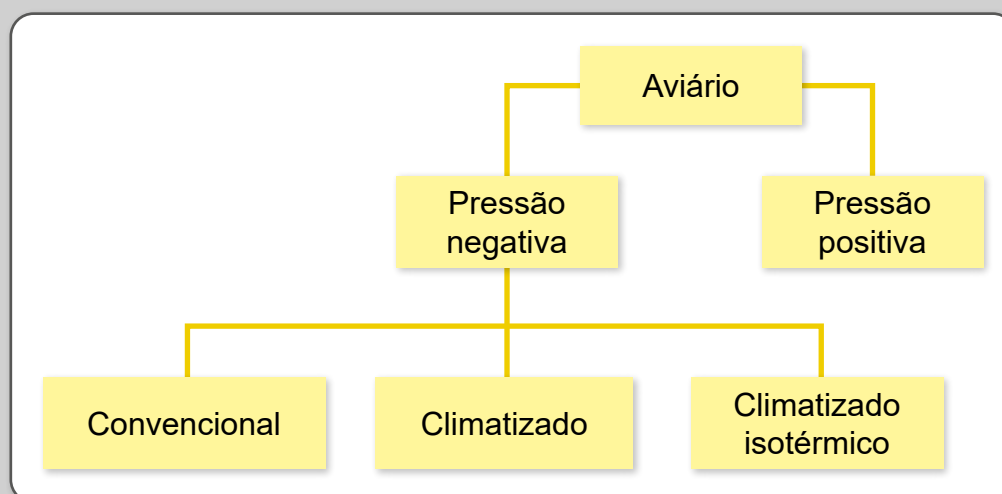 Aviário
Pressão
negativa
Pressão
positiva
Convencional
Climatizado
Climatizado
isotérmico